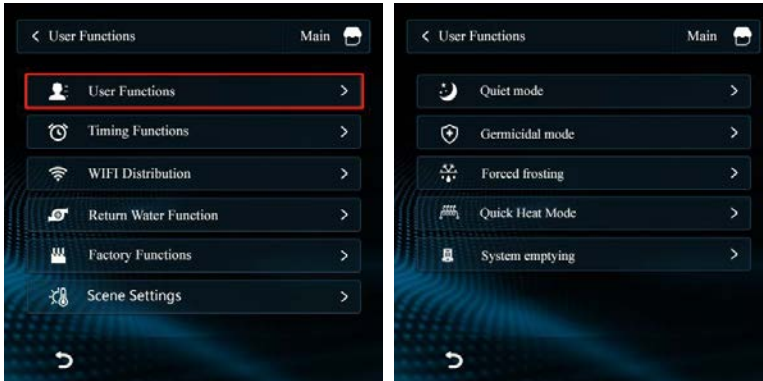 User Functions
Main
User Functions
Timing Functions
WIFI Distribution
Return Water Function
Factory Functions
Scene Settings
User Functions
Main
Quiet mode
Germicidal mode
Forced frosting
Quick Heat Mode
System emptying